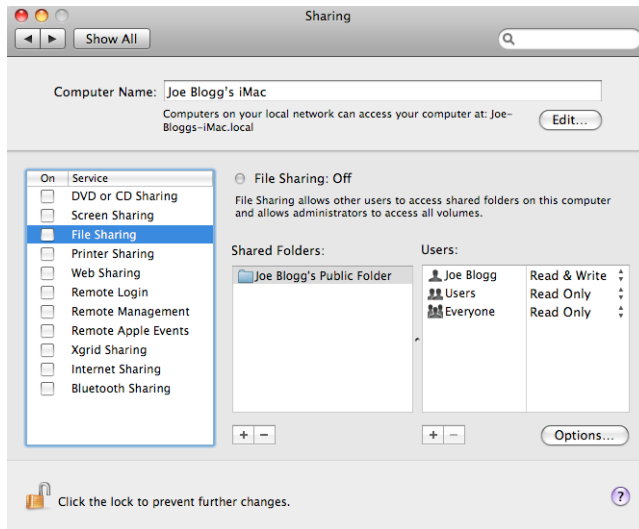 Sharing
Show All
Computer Name: Joe Blogg's iMac
Computers on your local network can access your computer at: Joe-
Bloggs-iMac.local
Edit...
On Service
DVD or CD Sharing
Screen Sharing
File Sharing
Printer Sharing
Web Sharing
Remote Login
Remote Management
Remote Apple Events
Xgrid Sharing
Internet Sharing
Bluetooth Sharing
File Sharing: Off
File Sharing allows other users to access shared folders on this computer
and allows administrators to access all volumes.
Shared Folders:
Joe Blogg's Public Folder
Users:
Joe Blogg Read & Write
Users Read Only
Everyone Read Only
+ −
+ −
Options...
Click the lock to prevent further changes.
?